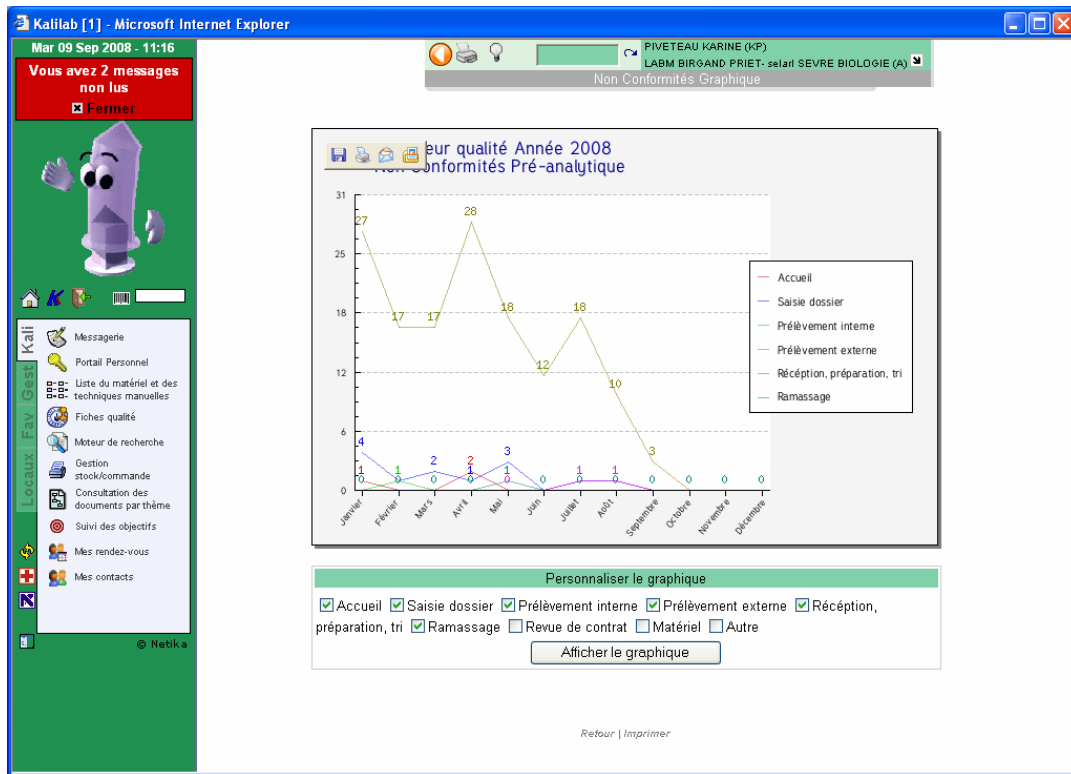 Kalilab [1] - Microsoft Internet Explorer
Mar 09 Sep 2008 - 11:16
Vous avez 2 messages
non lus
Fermer
Kali
Gest
Fav
Locaux
Messagerie
Portail Personnel
Liste du matériel et des
techniques manuelles
Fiches qualité
Moteur de recherche
Gestion
stock/commande
Consultation des
documents par thème
Suivi des objectifs
Mes rendez-vous
Mes contacts
© Netika
PIVETEAU KARINE (KP)
LABM BIRGAND PRIET- selarl SEVRE BIOLOGIE (A)
Non Conformités Graphique
eur qualité Année 2008
Non Conformités Pré-analytique
31
25
18
12
6
0
27
17
17
28
18
12
18
10
3
4
2
1
3
1
1
2
1
0
1
1
0 0 0 0 0 0 0 0 0 0 0
Janvier
Février
Mars
Avril
Mai
Juin
Juillet
Août
Septembre
Octobre
Novembre
Décembre
Accueil
Saisie dossier
Prélèvement interne
Prélèvement externe
Récéption, préparation, tri
Ramassage
Personnaliser le graphique
Accueil Saisie dossier Prélèvement interne Prélèvement externe Récéption,
préparation, tri Ramassage Revue de contrat Matériel Autre
Afficher le graphique
Retour | Imprimer